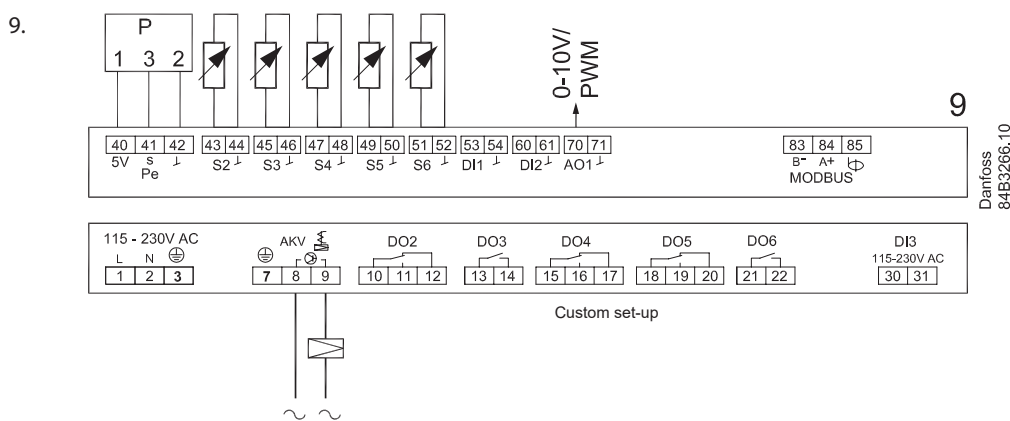 9.
P
1 3 2
0-10V/
PWM
9
40 41 42 43 44 45 46 47 48 49 50 51 52 53 54 60 61 70 71 83 84 85
5V s S2 S3 S4 S5 S6 DI1 DI2 AO1 B- A+
Pe MODBUS
Danfoss
84B3266.10
115 - 230V AC AKV DO2 DO3 DO4 DO5 DO6 DI3
L N 115-230V AC
1 2 3 7 8 9 10 11 12 13 14 15 16 17 18 19 20 21 22 30 31
Custom set-up